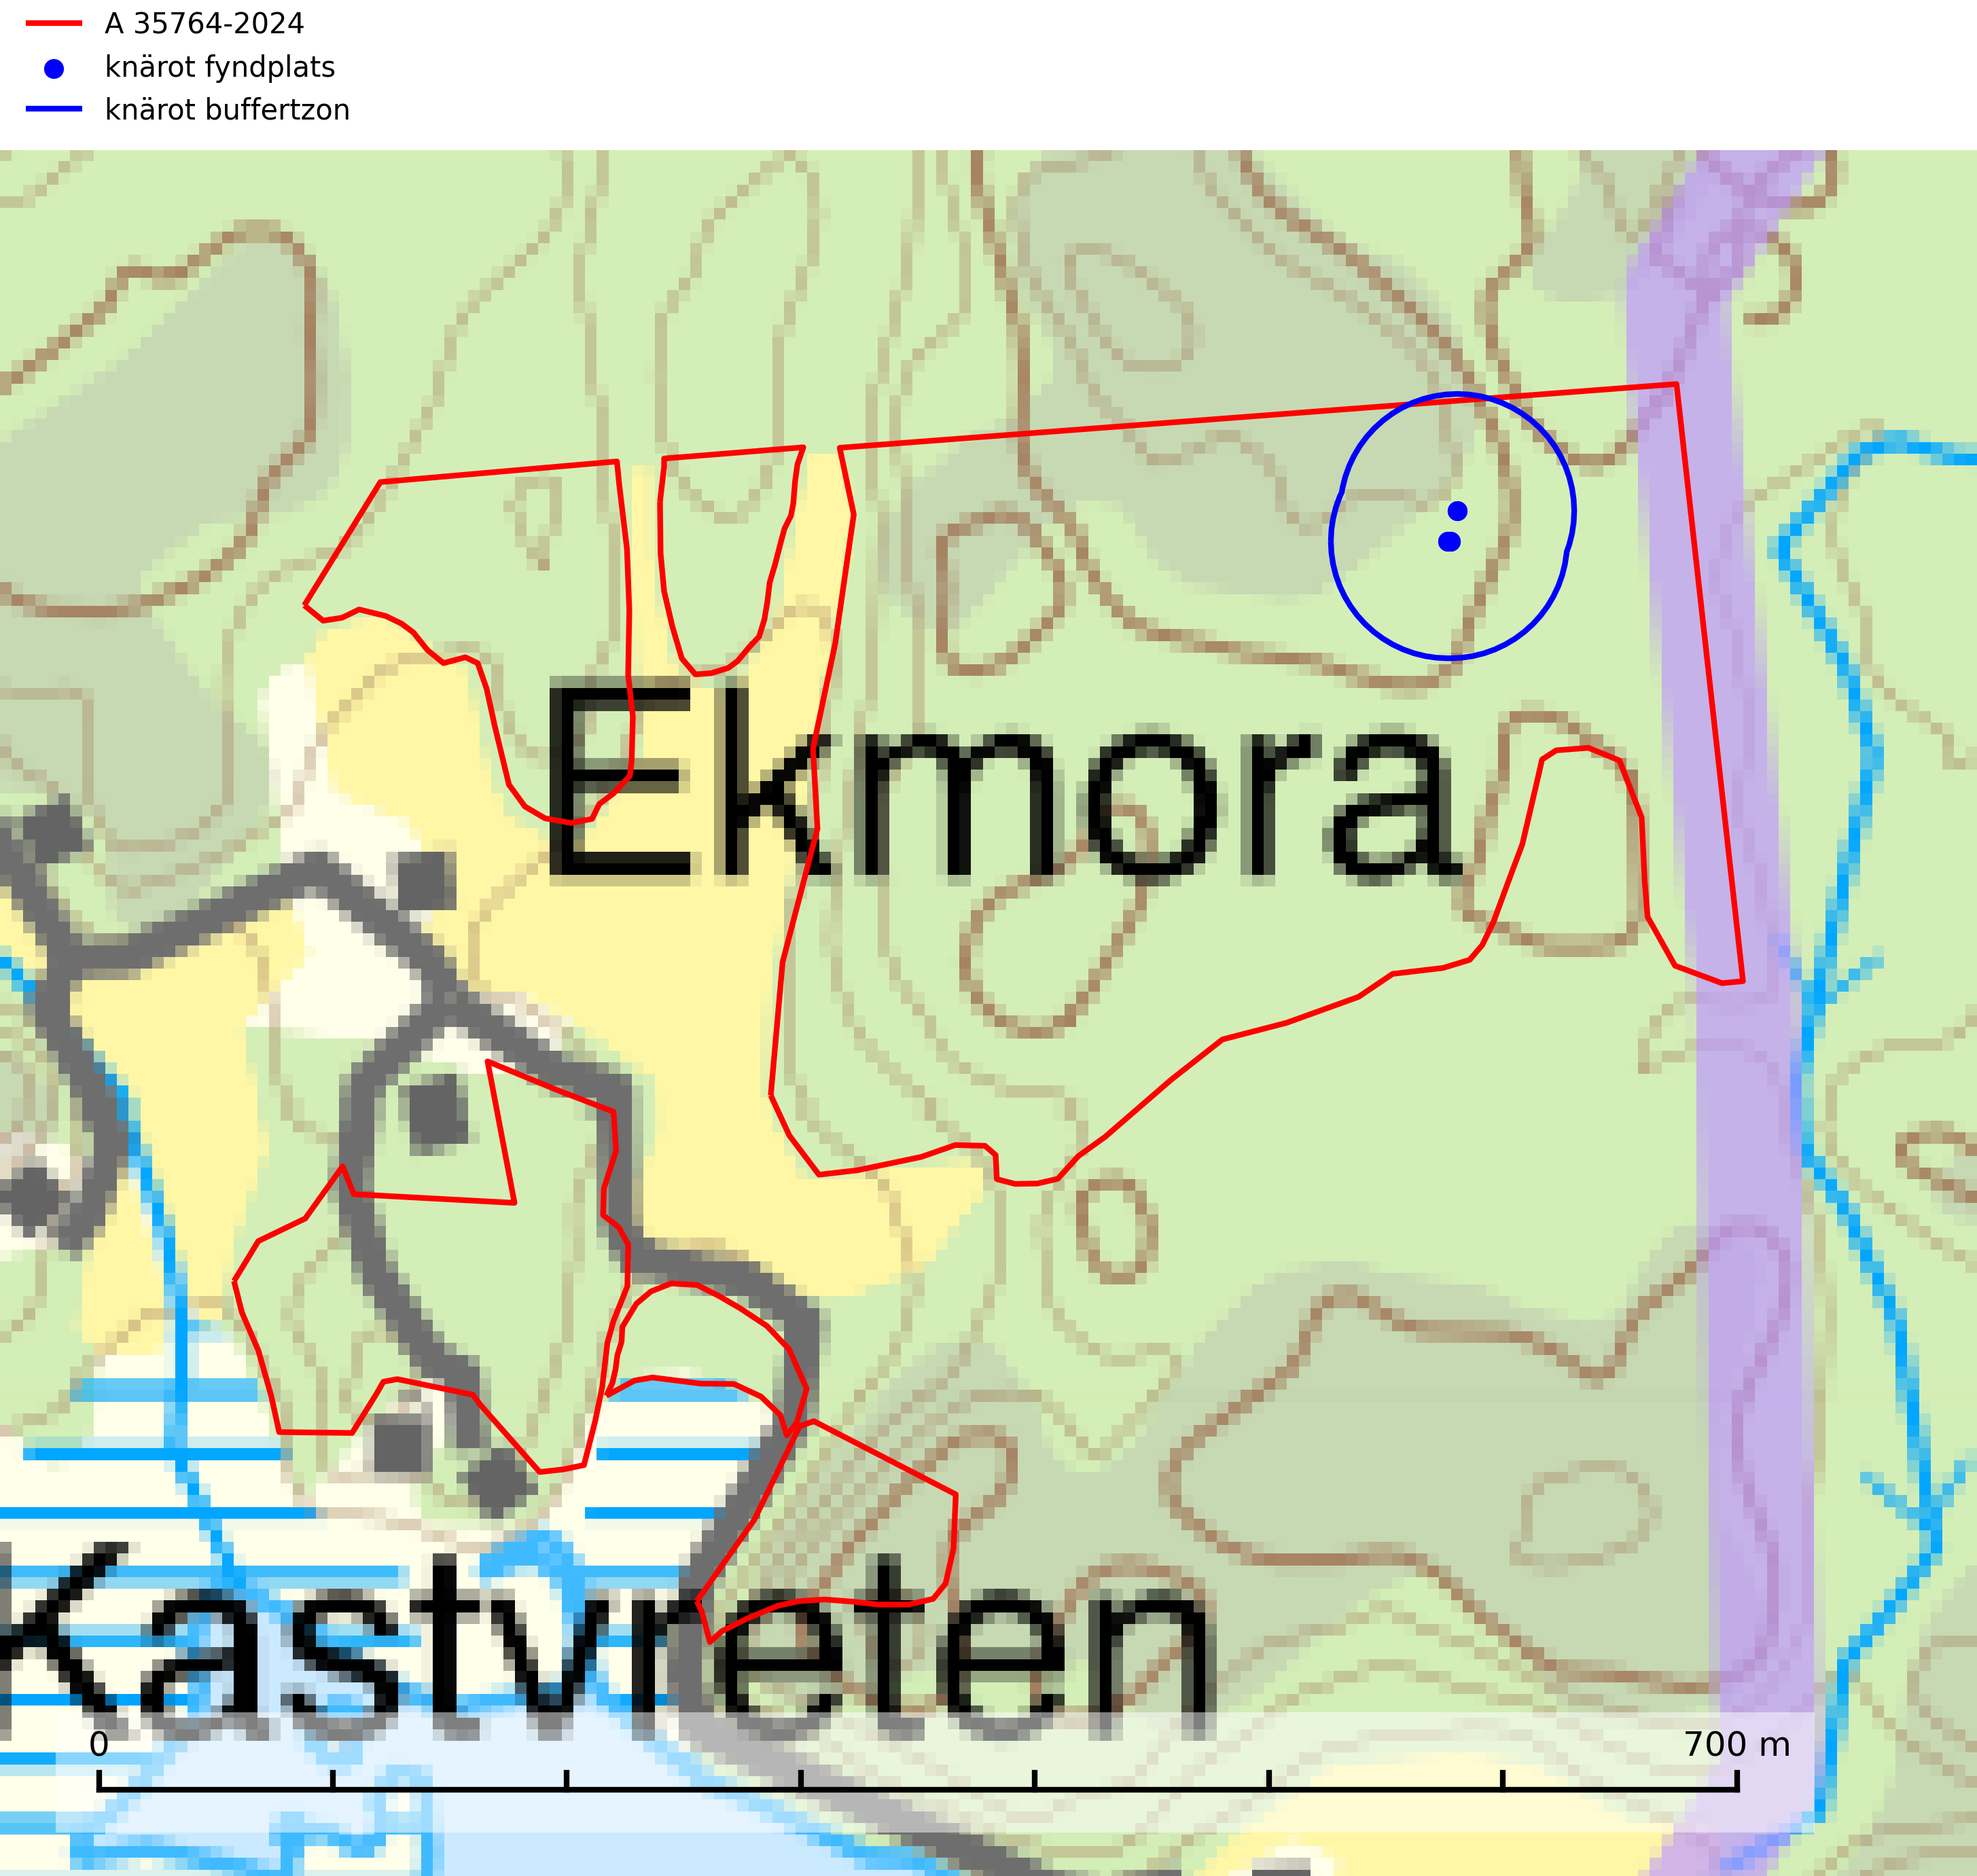 A 35764-2024
knärot fyndplats
knärot buffertzon
Ekmora
Kastvreten
0 700 m